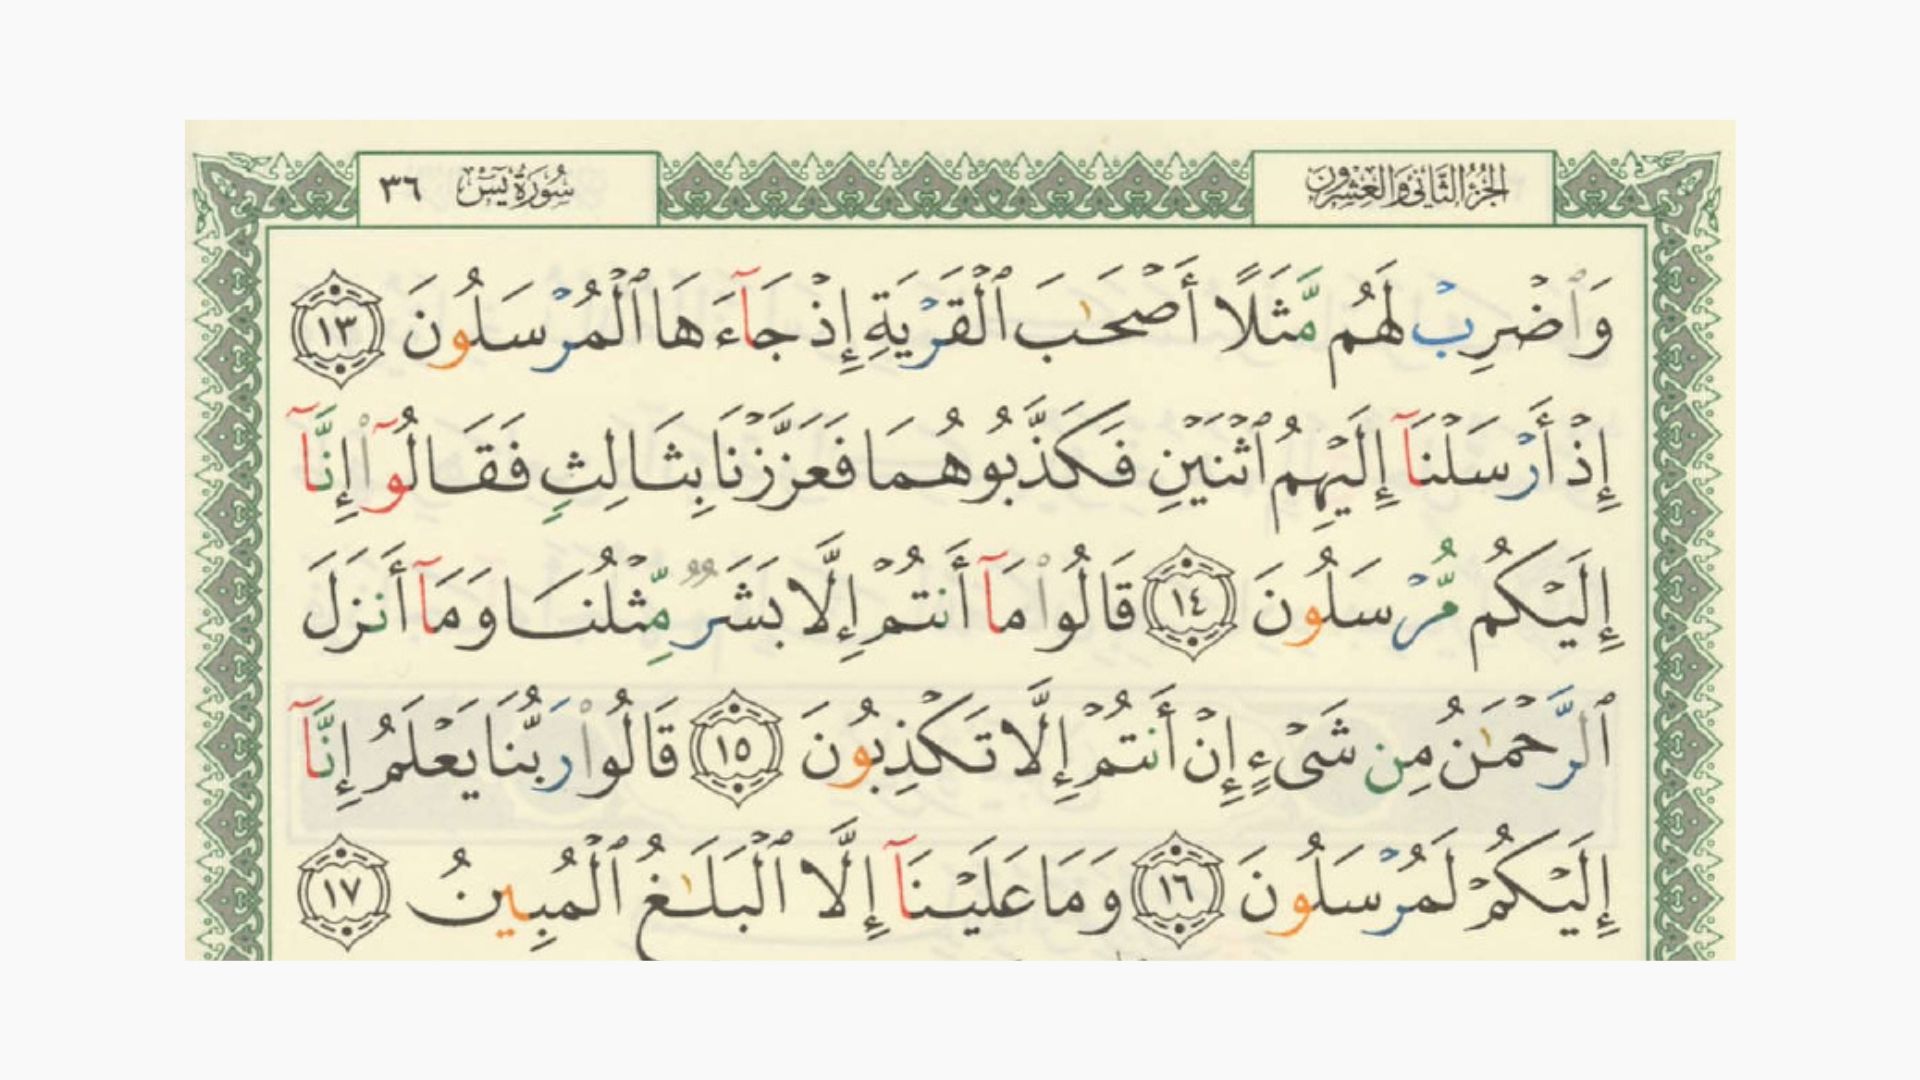 الجزء الثاني والعشرون
سورة يس ٣٦
وَٱضْرِبْ لَهُم مَّثَلًا أَصْحَـٰبَ ٱلْقَرْيَةِ إِذْ جَآءَهَا ٱلْمُرْسَلُونَ ١٣
إِذْ أَرْسَلْنَآ إِلَيْهِمُ ٱثْنَيْنِ فَكَذَّبُوهُمَا فَعَزَّزْنَا بِثَالِثٍ فَقَالُوٓا۟ إِنَّآ
إِلَيْكُم مُّرْسَلُونَ ١٤ قَالُوا۟ مَآ أَنتُمْ إِلَّا بَشَرٌ مِّثْلُنَا وَمَآ أَنزَلَ
ٱلرَّحْمَـٰنُ مِن شَىْءٍ إِنْ أَنتُمْ إِلَّا تَكْذِبُونَ ١٥ قَالُوا۟ رَبُّنَا يَعْلَمُ إِنَّآ
إِلَيْكُمْ لَمُرْسَلُونَ ١٦ وَمَا عَلَيْنَآ إِلَّا ٱلْبَلَـٰغُ ٱلْمُبِينُ ١٧